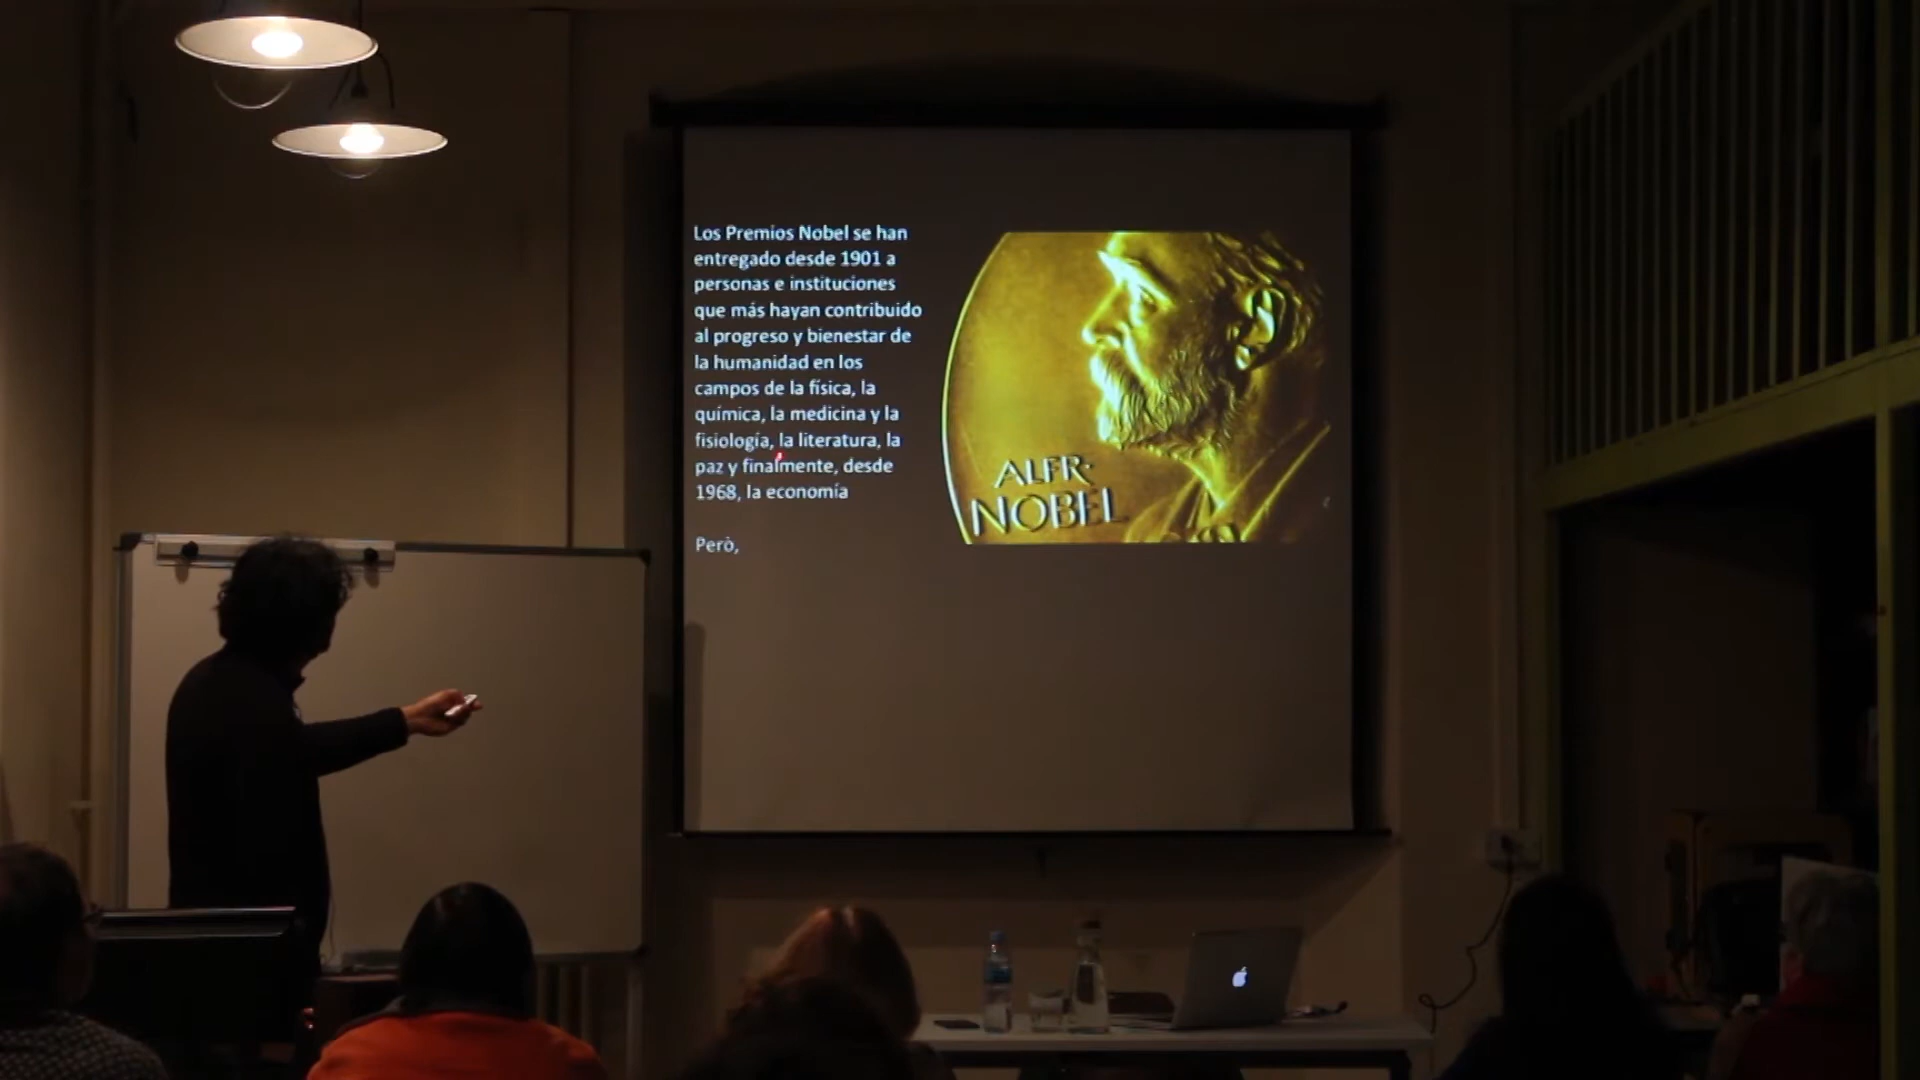 Los Premios Nobel se han
entregado desde 1901 a
personas e instituciones
que más hayan contribuido
al progreso y bienestar de
la humanidad en los
campos de la física, la
química, la medicina y la
fisiología, la literatura, la
paz y finalmente, desde
1968, la economía
Però,
ALFR·
NOBEL